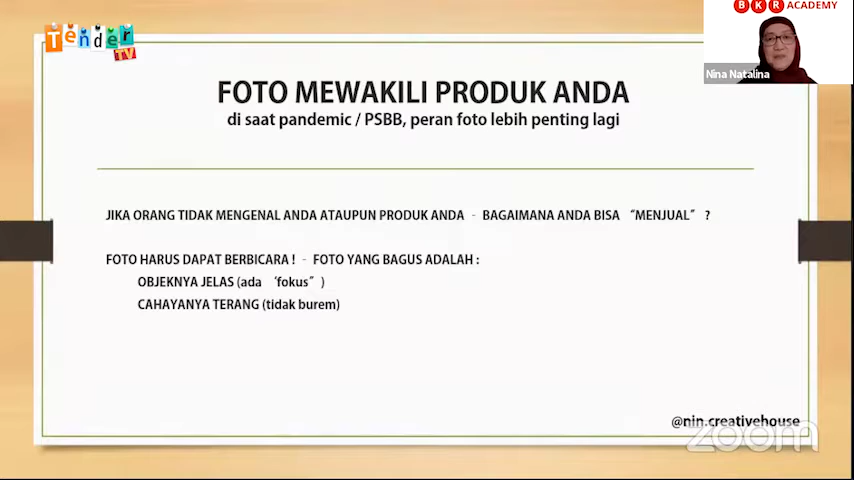 Tender
TV
BKR ACADEMY
Nina Natalina
FOTO MEWAKILI PRODUK ANDA
di saat pandemic / PSBB, peran foto lebih penting lagi
JIKA ORANG TIDAK MENGENAL ANDA ATAUPUN PRODUK ANDA – BAGAIMANA ANDA BISA “MENJUAL” ?
FOTO HARUS DAPAT BERBICARA ! – FOTO YANG BAGUS ADALAH :
OBJEKNYA JELAS (ada ‘fokus” )
CAHAYANYA TERANG (tidak burem)
@nin.creativehouse
zoom